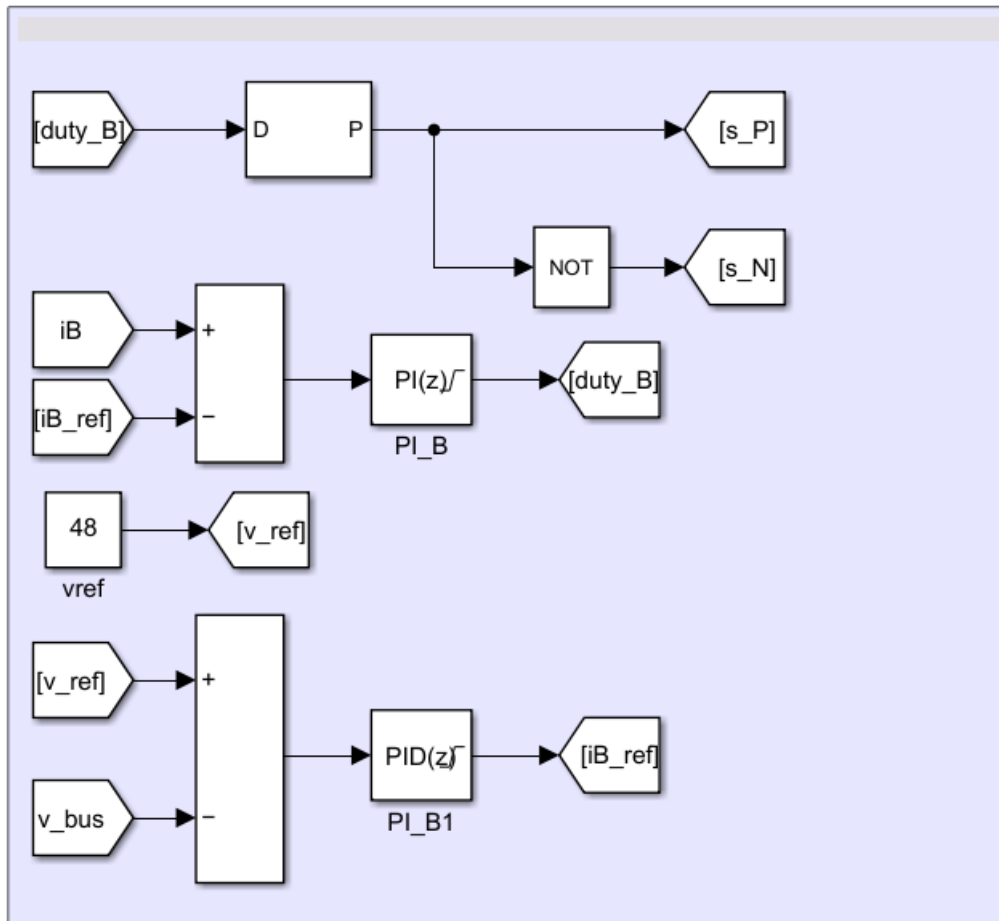 [duty_B]
D
P
[s_P]
NOT
[s_N]
iB
+
[iB_ref]
−
PI(z)
PI_B
[duty_B]
48
vref
[v_ref]
[v_ref]
+
v_bus
−
PID(z)
PI_B1
[iB_ref]